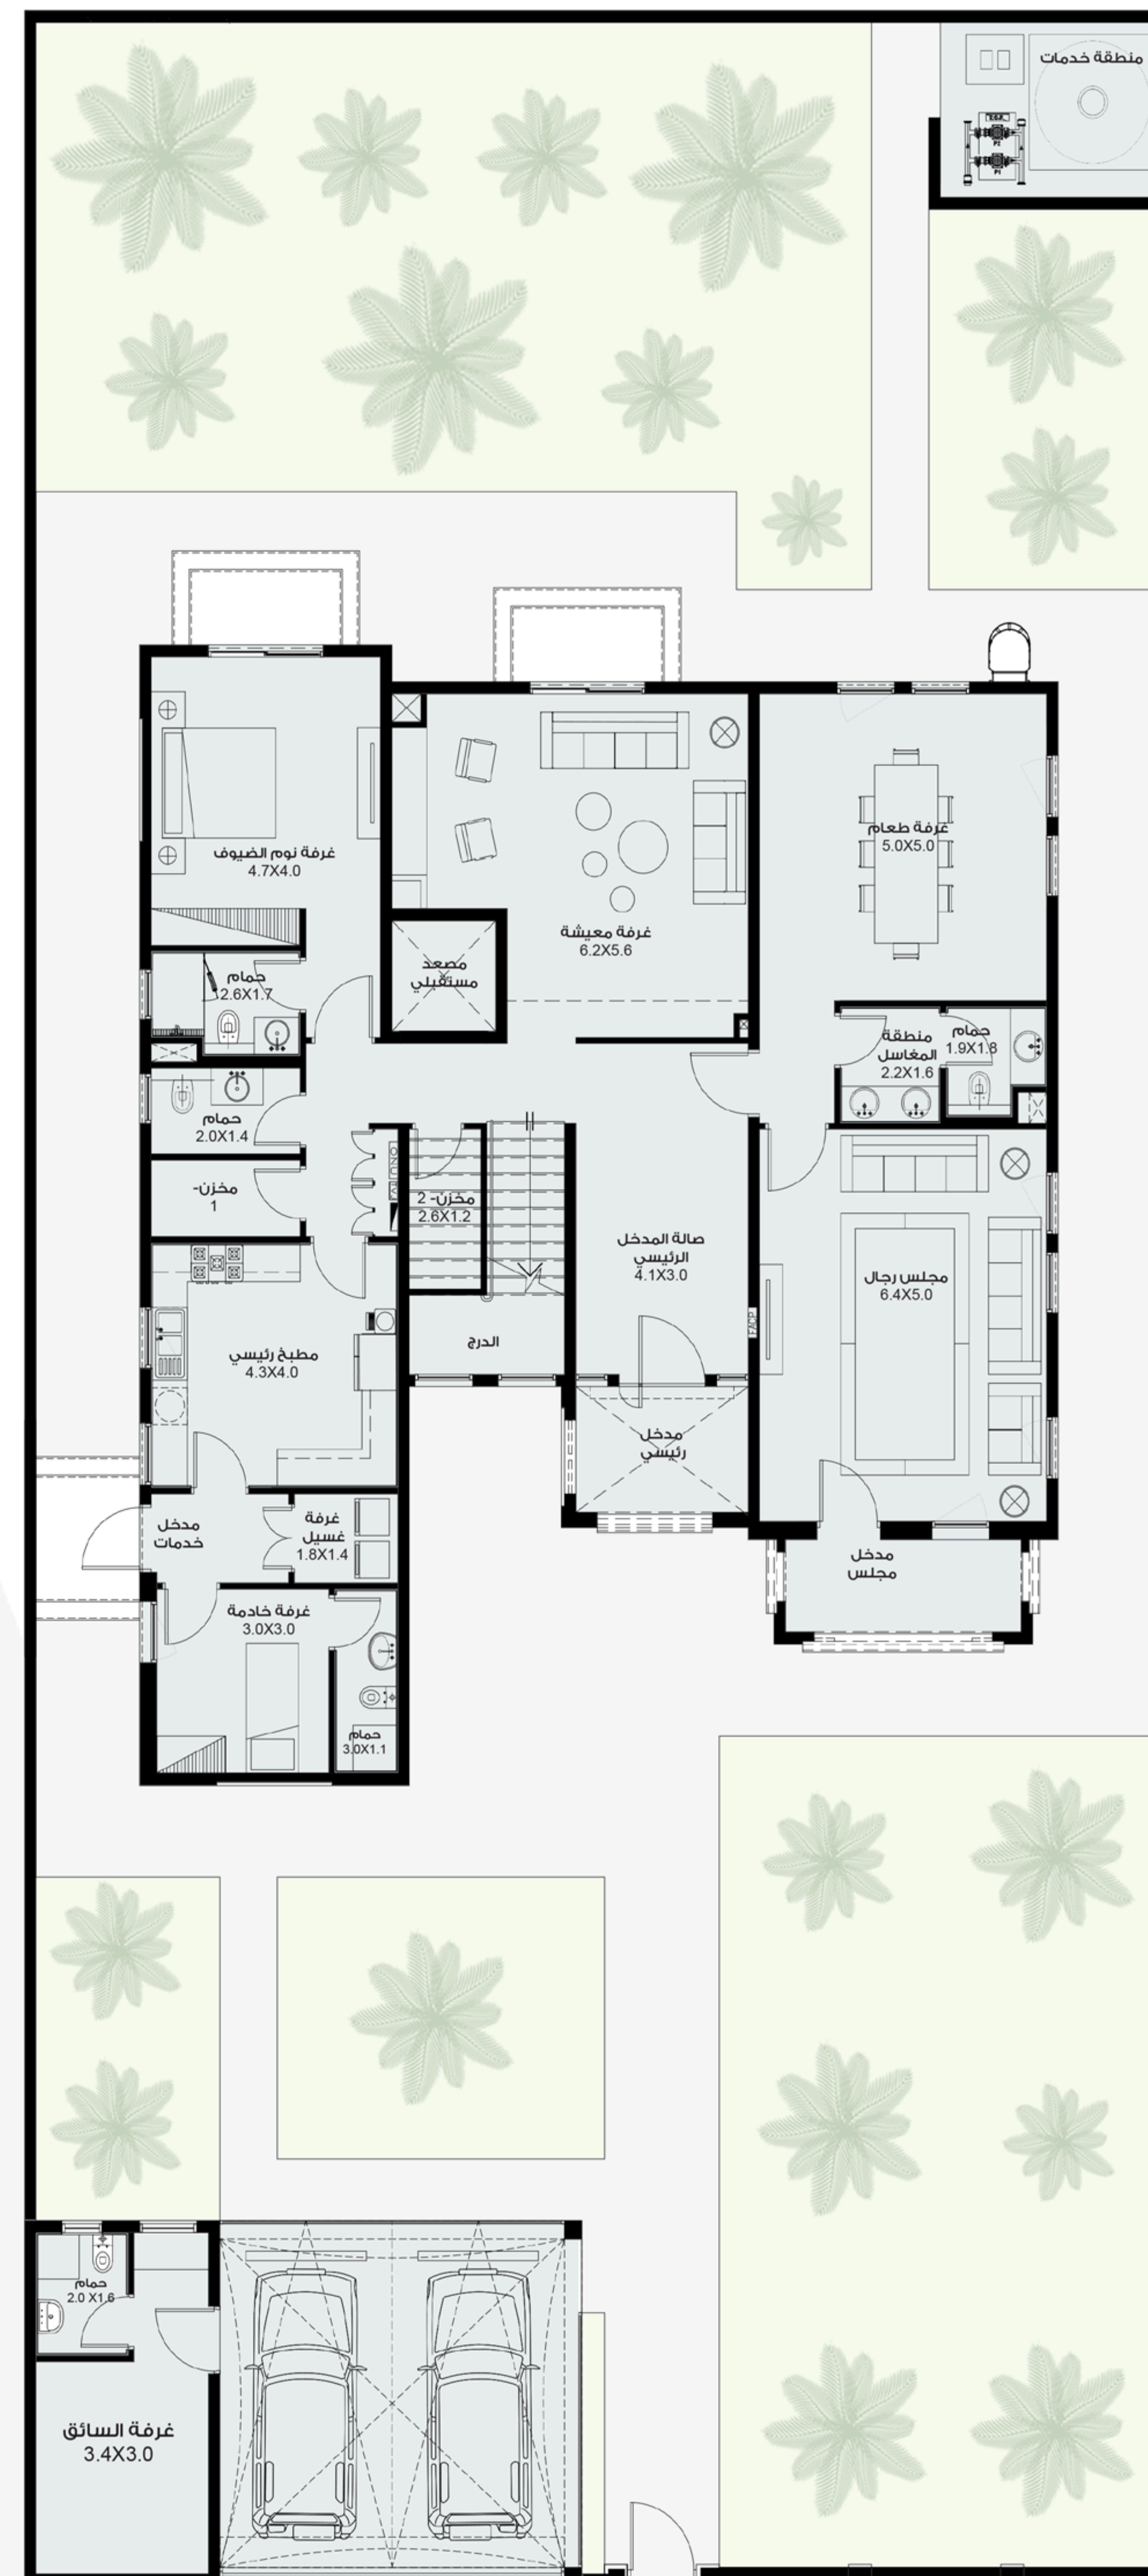 منطقة خدمات
P2
P1
غرفة نوم الضيوف
4.7X4.0
غرفة معيشة
6.2X5.6
غرفة طعام
5.0X5.0
مصعد
مستقبلي
حمام
2.6X1.7
منطقة
المغاسل
2.2X1.6
حمام
1.9X1.8
حمام
2.0X1.4
مخزن-
1
مخزن- 2
2.6X1.2
ONU
صالة المدخل
الرئيسي
4.1X3.0
مجلس رجال
6.4X5.0
FACP
الدرج
مطبخ رئيسي
4.3X4.0
مدخل
رئيسي
مدخل
خدمات
غرفة
غسيل
1.8X1.4
مدخل
مجلس
غرفة خادمة
3.0X3.0
حمام
3.0X1.1
حمام
2.0 X1.6
غرفة السائق
3.4X3.0